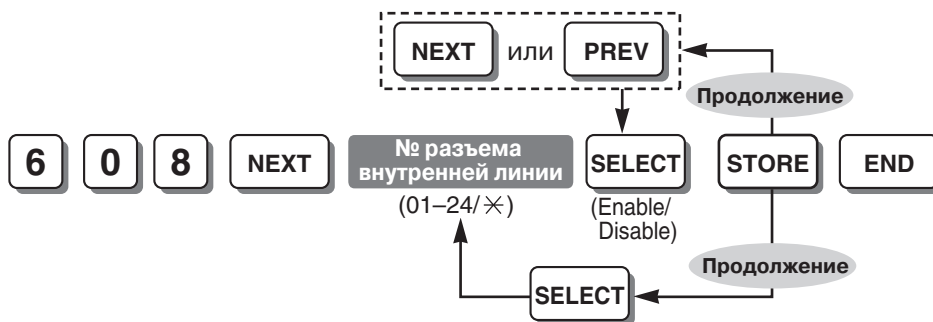 NEXT или PREV
Продолжение
6 0 8 NEXT № разъема внутренней линии SELECT STORE END
(01–24/✳)
(Enable/
Disable)
Продолжение
SELECT